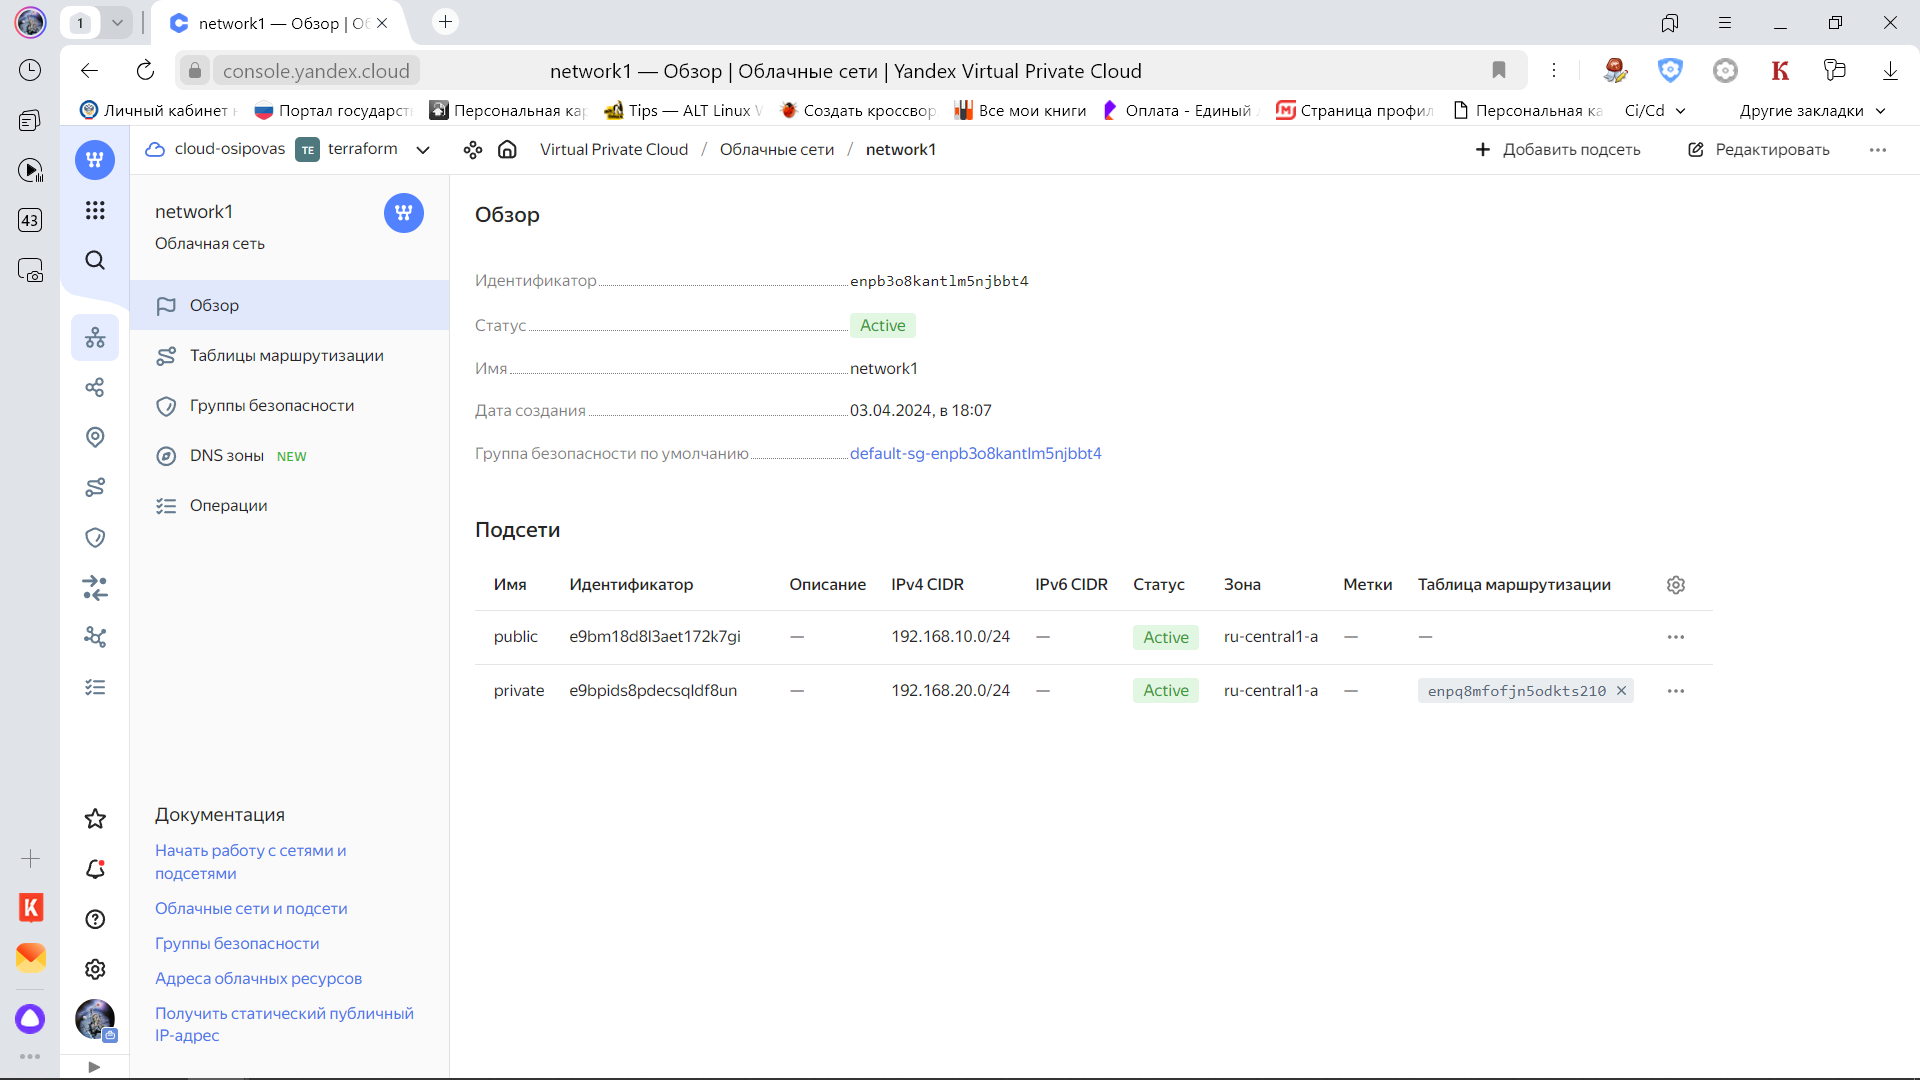 1
network1 — Обзор | Об
console.yandex.cloud
network1 — Обзор | Облачные сети | Yandex Virtual Private Cloud
Личный кабинет
Портал государст
Персональная кар
Tips — ALT Linux W
Создать кроссвор
Все мои книги
Оплата - Единый
Страница профил
Персональная ка
Ci/Cd
Другие закладки
43
cloud-osipovas
TE
terraform
Virtual Private Cloud / Облачные сети / network1
Добавить подсеть
Редактировать
network1
Облачная сеть
Обзор
Таблицы маршрутизации
Группы безопасности
DNS зоны NEW
Операции
Документация
Начать работу с сетями и
подсетями
Облачные сети и подсети
Группы безопасности
Адреса облачных ресурсов
Получить статический публичный
IP-адрес
Обзор
Идентификатор enpb3o8kantlm5njbbt4
Статус Active
Имя network1
Дата создания 03.04.2024, в 18:07
Группа безопасности по умолчанию default-sg-enpb3o8kantlm5njbbt4
Подсети
Имя Идентификатор Описание IPv4 CIDR IPv6 CIDR Статус Зона Метки Таблица маршрутизации
public e9bm18d8l3aet172k7gi — 192.168.10.0/24 — Active ru-central1-a — —
private e9bpids8pdecsqldf8un — 192.168.20.0/24 — Active ru-central1-a — enpq8mfofjn5odkts210